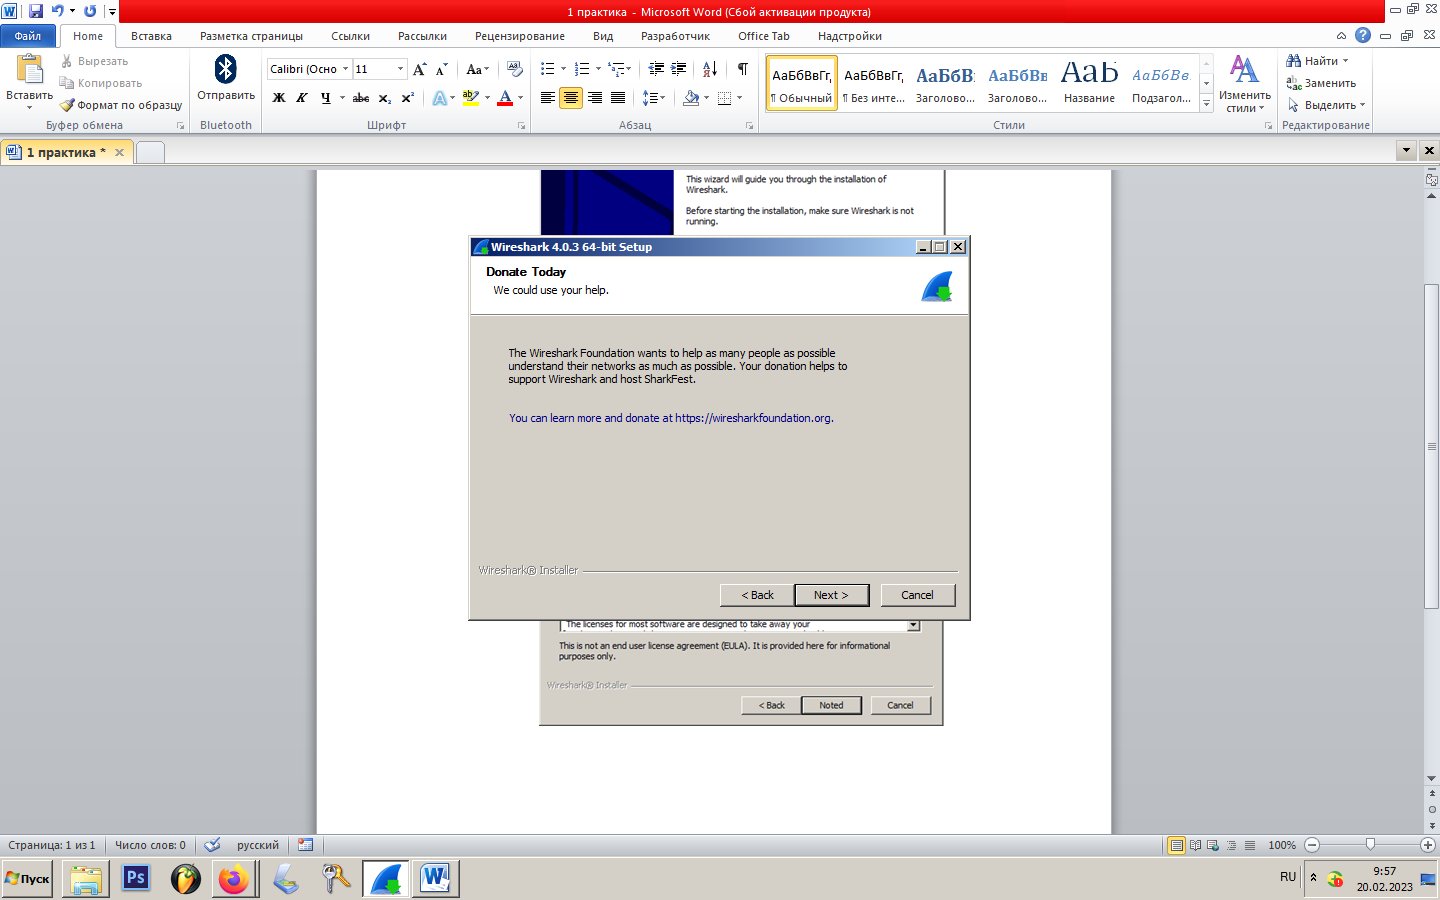 1 практика - Microsoft Word (Сбой активации продукта)
Файл Home Вставка Разметка страницы Ссылки Рассылки Рецензирование Вид Разработчик Office Tab Надстройки
Вставить
Вырезать
Копировать
Формат по образцу
Буфер обмена
Отправить
Bluetooth
Calibri (Осно 11
Ж К Ч abc x₂ x²
Шрифт
Абзац
АаБбВвГг, АаБбВвГг, АаБбВ АаБбВв АаБ АаБбВв.
¶ Обычный ¶ Без инте... Заголово... Заголово... Название Подзагол...
Стили
Изменить
стили
Найти
Заменить
Выделить
Редактирование
1 практика *
This wizard will guide you through the installation of
Wireshark.
Before starting the installation, make sure Wireshark is not
running.
Wireshark 4.0.3 64-bit Setup
Donate Today
We could use your help.
The Wireshark Foundation wants to help as many people as possible
understand their networks as much as possible. Your donation helps to
support Wireshark and host SharkFest.
You can learn more and donate at https://wiresharkfoundation.org.
Wireshark® Installer
< Back Next > Cancel
The licenses for most software are designed to take away your
This is not an end user license agreement (EULA). It is provided here for informational
purposes only.
Wireshark® Installer
< Back Noted Cancel
Страница: 1 из 1 Число слов: 0 русский 100%
Пуск Ps RU 9:57
20.02.2023